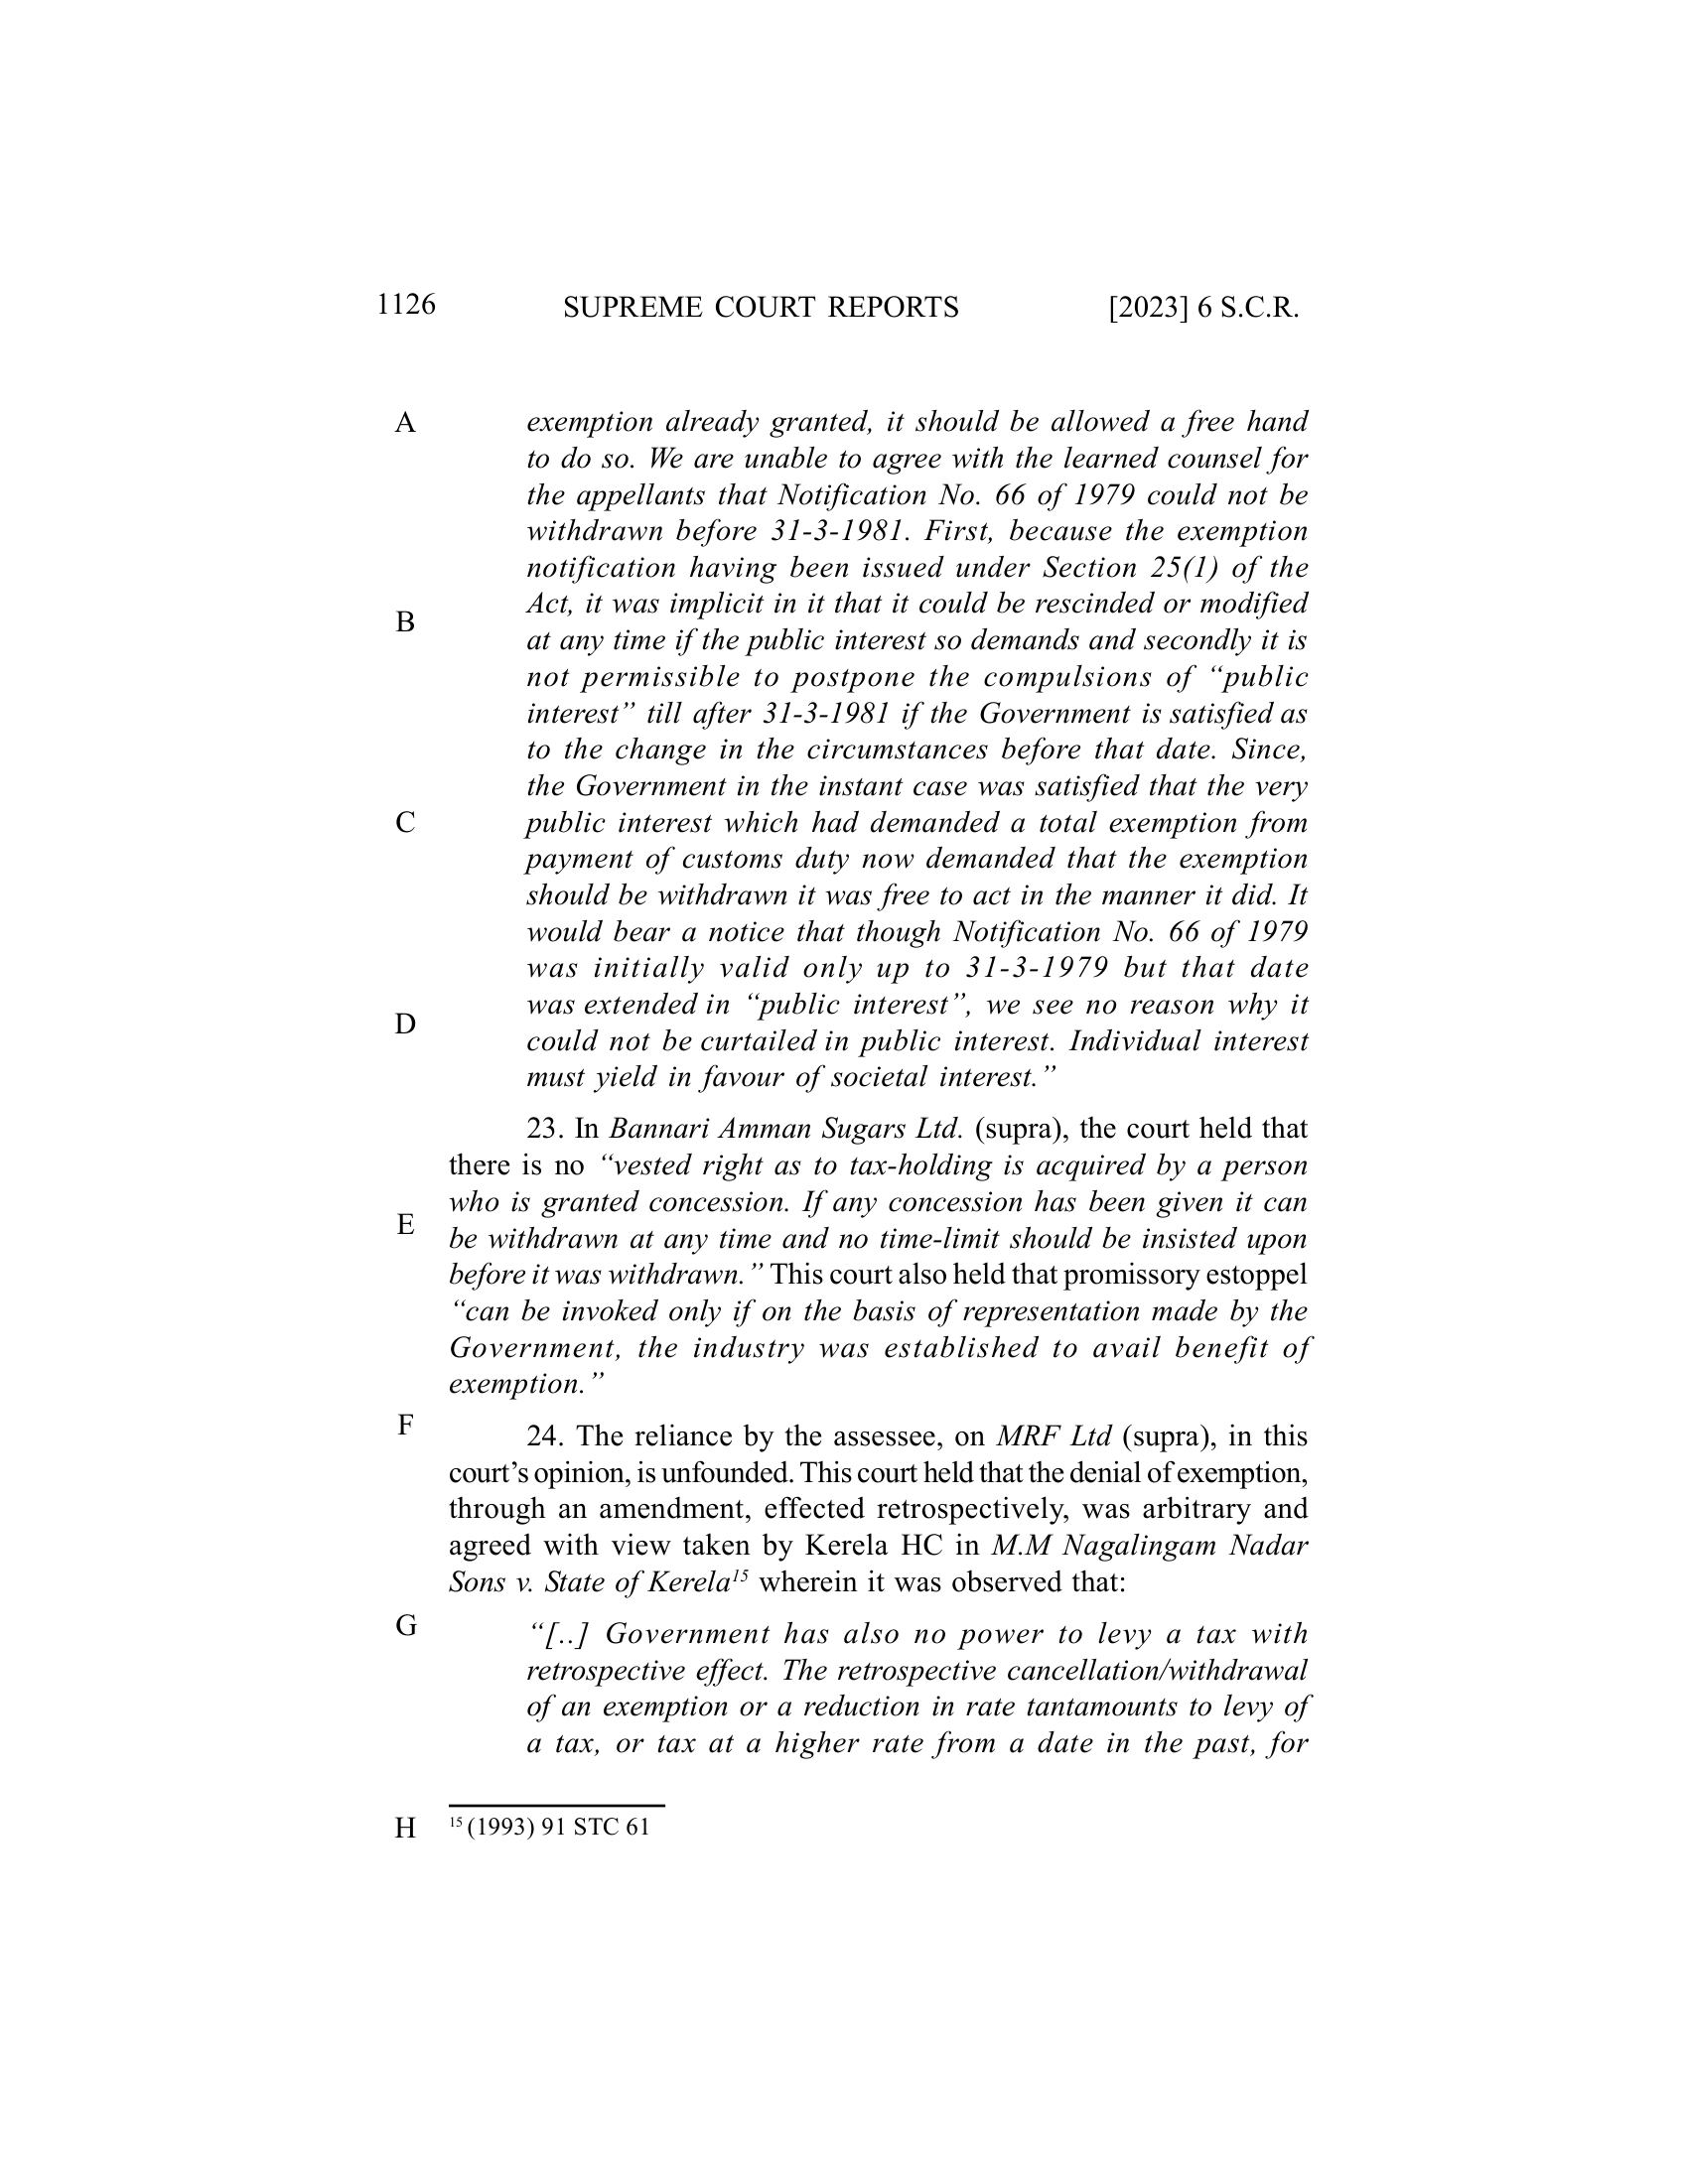 1126 SUPREME COURT REPORTS [2023] 6 S.C.R.
A exemption already granted, it should be allowed a free hand
to do so. We are unable to agree with the learned counsel for
the appellants that Notification No. 66 of 1979 could not be
withdrawn before 31-3-1981. First, because the exemption
notification having been issued under Section 25(1) of the
Act, it was implicit in it that it could be rescinded or modified
B
at any time if the public interest so demands and secondly it is
not permissible to postpone the compulsions of “public
interest” till after 31-3-1981 if the Government is satisfied as
to the change in the circumstances before that date. Since,
the Government in the instant case was satisfied that the very
C public interest which had demanded a total exemption from
payment of customs duty now demanded that the exemption
should be withdrawn it was free to act in the manner it did. It
would bear a notice that though Notification No. 66 of 1979
was initially valid only up to 31-3-1979 but that date
was extended in “public interest”, we see no reason why it
D
could not be curtailed in public interest. Individual interest
must yield in favour of societal interest.”
23. In Bannari Amman Sugars Ltd. (supra), the court held that
there is no “vested right as to tax-holding is acquired by a person
who is granted concession. If any concession has been given it can
E
be withdrawn at any time and no time-limit should be insisted upon
before it was withdrawn.” This court also held that promissory estoppel
“can be invoked only if on the basis of representation made by the
Government, the industry was established to avail benefit of
exemption.”
F
24. The reliance by the assessee, on MRF Ltd (supra), in this
court’s opinion, is unfounded. This court held that the denial of exemption,
through an amendment, effected retrospectively, was arbitrary and
agreed with view taken by Kerela HC in M.M Nagalingam Nadar
Sons v. State of Kerela15 wherein it was observed that:
G
“[..] Government has also no power to levy a tax with
retrospective effect. The retrospective cancellation/withdrawal
of an exemption or a reduction in rate tantamounts to levy of
a tax, or tax at a higher rate from a date in the past, for
H 15 (1993) 91 STC 61